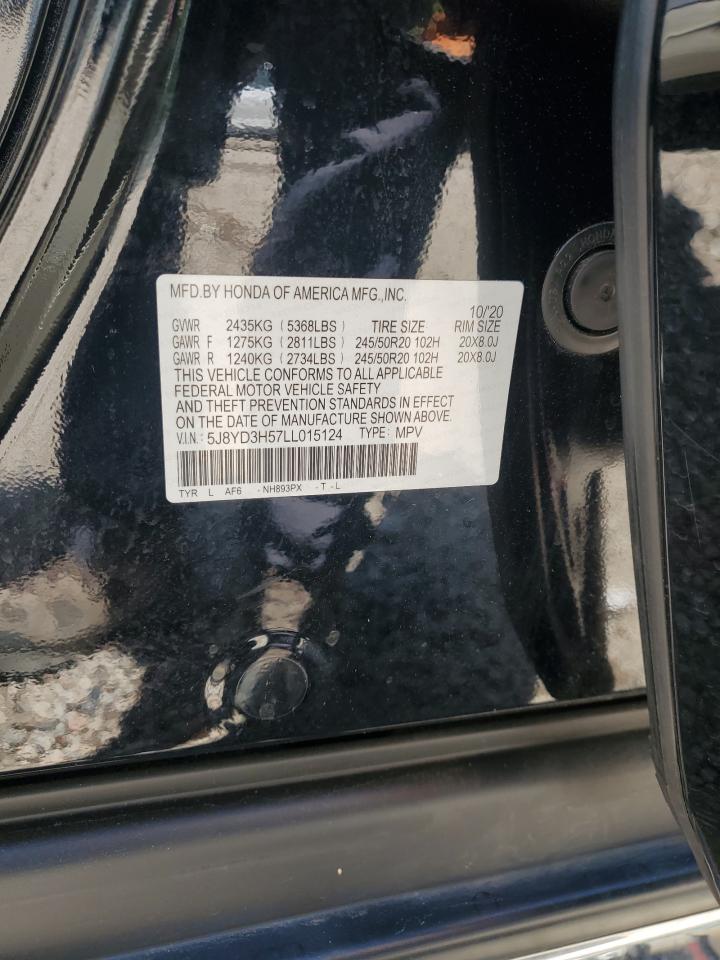 MFD.BY HONDA OF AMERICA MFG.,INC.
10/'20
GVWR 2435KG (5368LBS) TIRE SIZE RIM SIZE
GAWR F 1275KG (2811LBS) 245/50R20 102H 20X8.0J
GAWR R 1240KG (2734LBS) 245/50R20 102H 20X8.0J
THIS VEHICLE CONFORMS TO ALL APPLICABLE
FEDERAL MOTOR VEHICLE SAFETY
AND THEFT PREVENTION STANDARDS IN EFFECT
ON THE DATE OF MANUFACTURE SHOWN ABOVE.
V.I.N.: 5J8YD3H57LL015124 TYPE: MPV
TYR L AF6 -NH893PX -T -L
HONDA